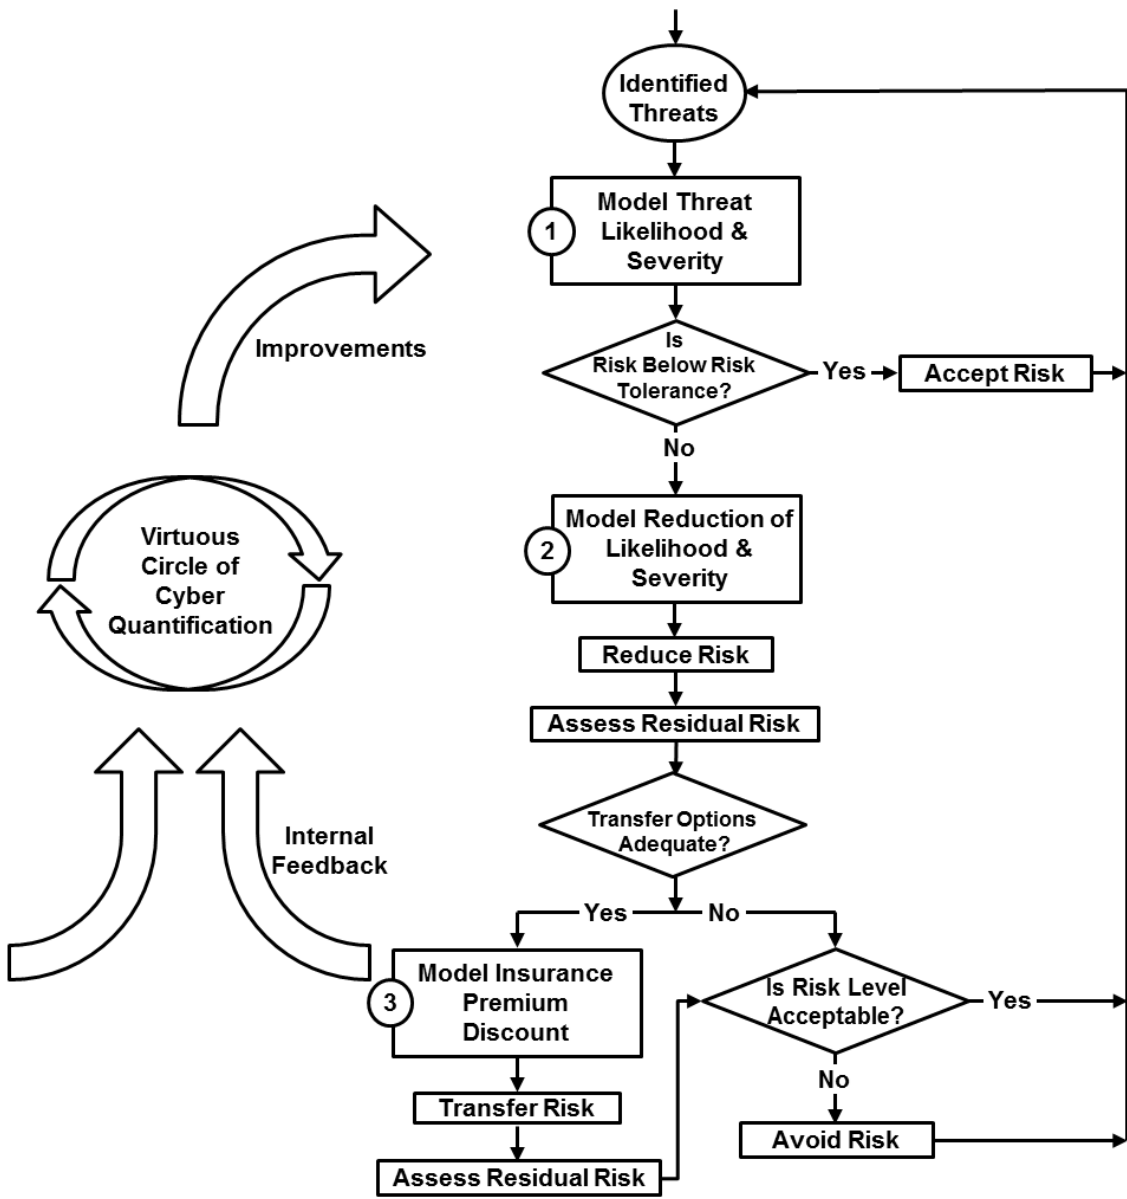 Identified
Threats
1
Model Threat
Likelihood &
Severity
Improvements
Is
Risk Below Risk
Tolerance?
Yes
Accept Risk
No
Virtuous
Circle of
Cyber
Quantification
2
Model Reduction of
Likelihood &
Severity
Reduce Risk
Assess Residual Risk
Transfer Options
Adequate?
Internal
Feedback
Yes
No
3
Model Insurance
Premium
Discount
Is Risk Level
Acceptable?
Yes
No
Transfer Risk
Avoid Risk
Assess Residual Risk